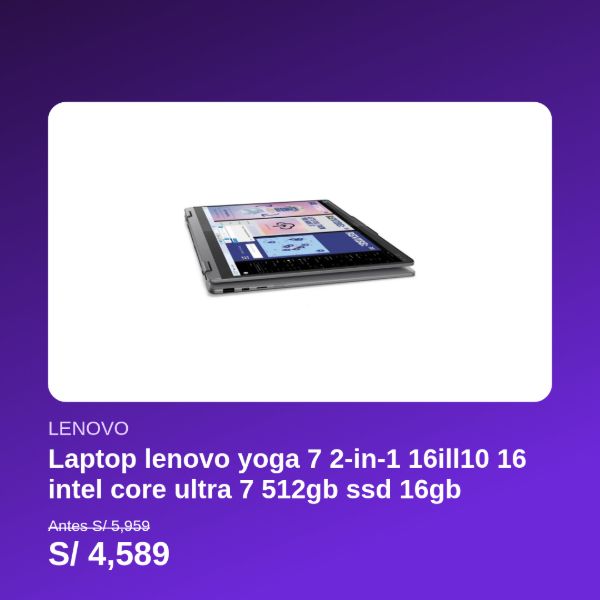 LENOVO
Laptop lenovo yoga 7 2-in-1 16ill10 16
intel core ultra 7 512gb ssd 16gb
Antes S/ 5,959
S/ 4,589